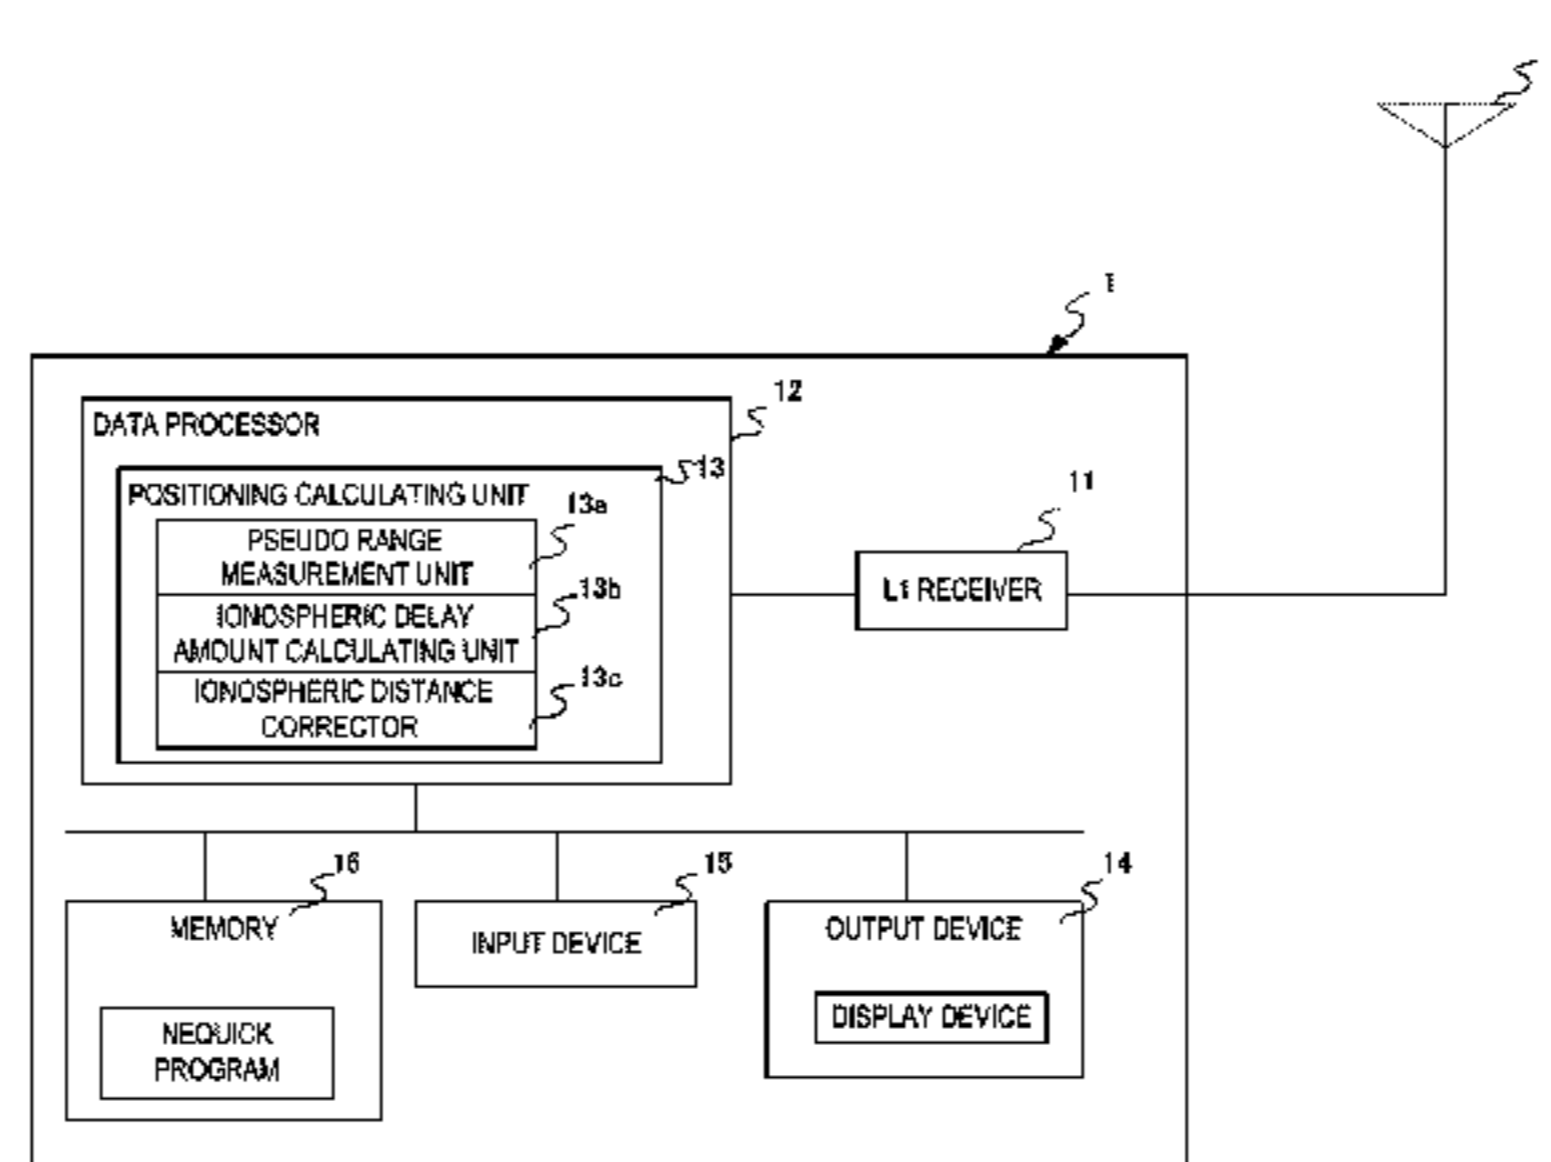 1
12
DATA PROCESSOR
13
POSITIONING CALCULATING UNIT
13a
PSEUDO RANGE
MEASUREMENT UNIT
13b
IONOSPHERIC DELAY
AMOUNT CALCULATING UNIT
13c
IONOSPHERIC DISTANCE
CORRECTOR
11
L1 RECEIVER
16
MEMORY
NEQUICK
PROGRAM
15
INPUT DEVICE
14
OUTPUT DEVICE
DISPLAY DEVICE